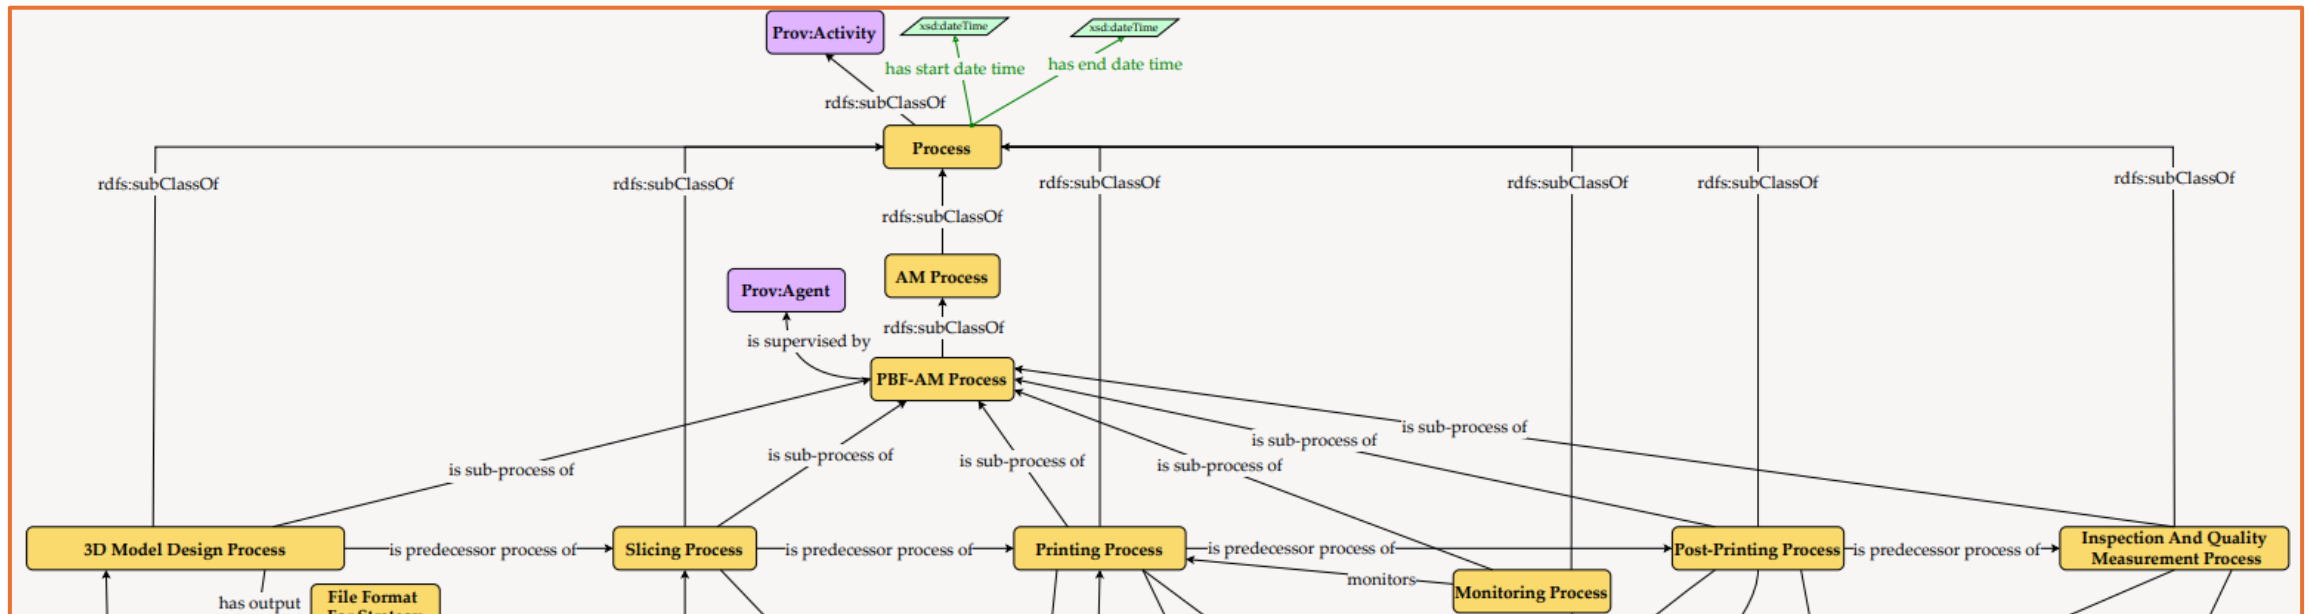 Prov:Activity
xsd:dateTime
xsd:dateTime
has start date time
has end date time
rdfs:subClassOf
Process
rdfs:subClassOf
rdfs:subClassOf
rdfs:subClassOf
rdfs:subClassOf
rdfs:subClassOf
rdfs:subClassOf
rdfs:subClassOf
AM Process
Prov:Agent
rdfs:subClassOf
is supervised by
PBF-AM Process
is sub-process of
is sub-process of
is sub-process of
is sub-process of
is sub-process of
is sub-process of
3D Model Design Process
is predecessor process of
Slicing Process
is predecessor process of
Printing Process
is predecessor process of
Post-Printing Process
is predecessor process of
Inspection And Quality
Measurement Process
monitors
Monitoring Process
has output
File Format
For Strategy